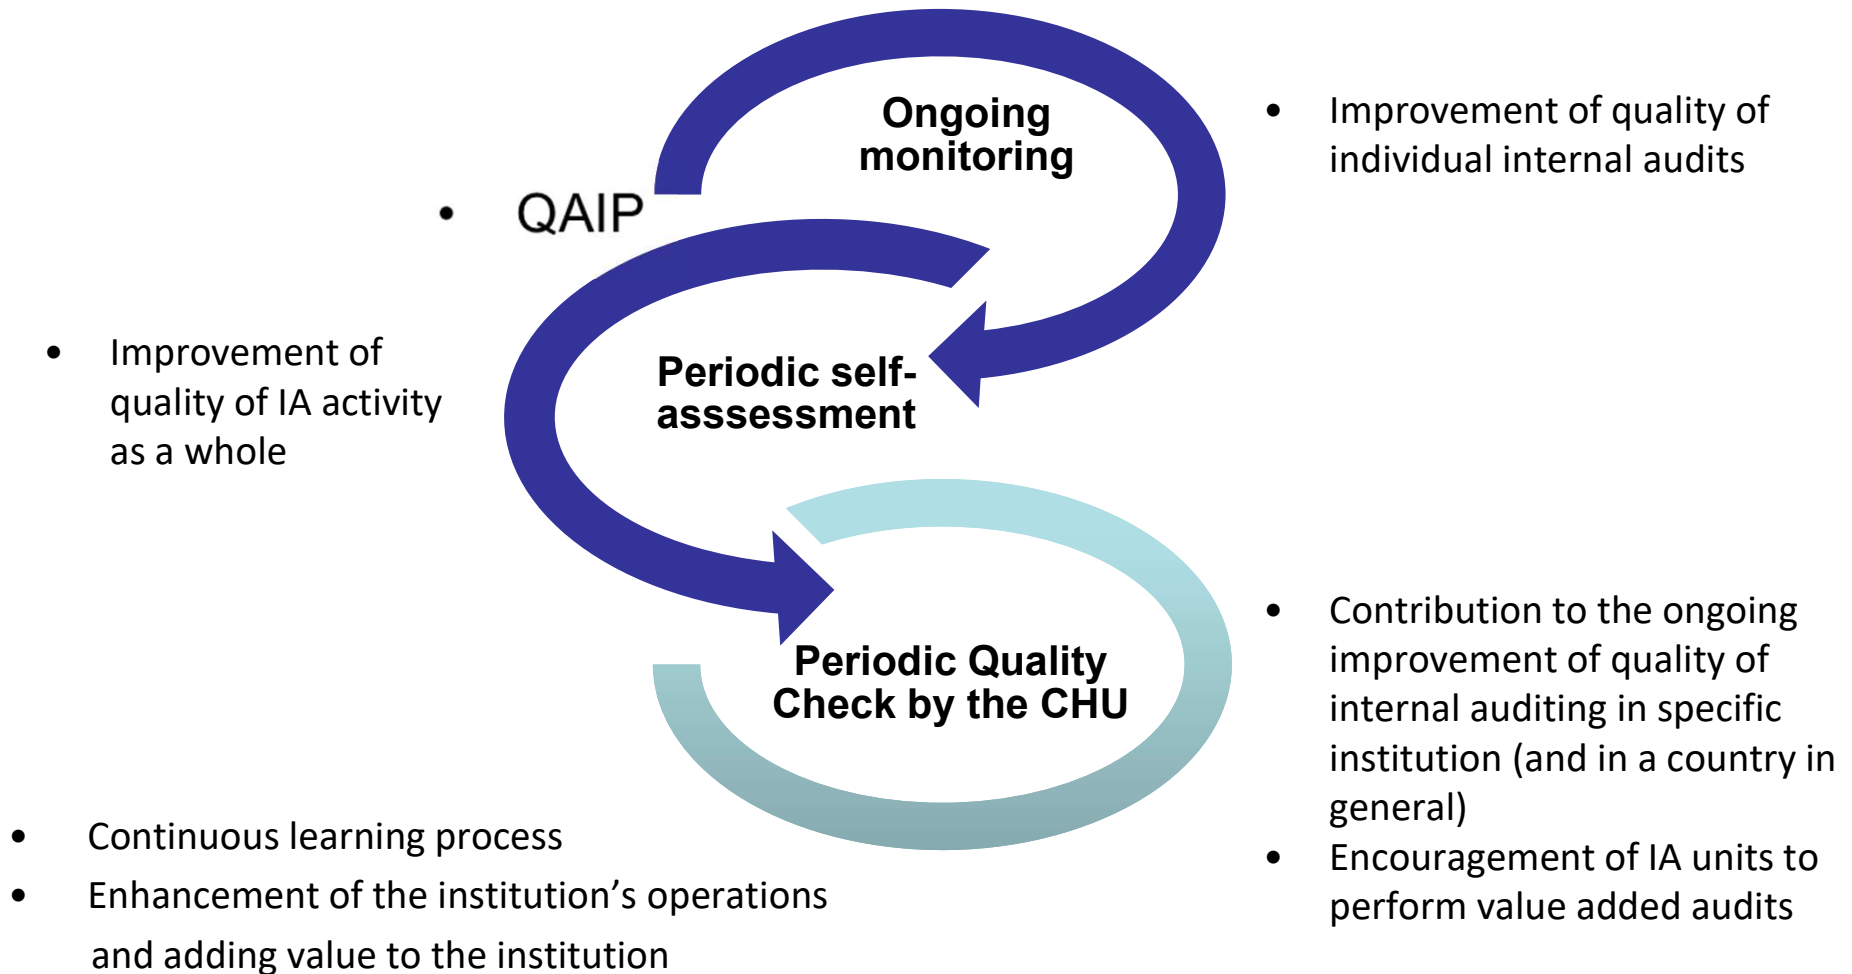 Ongoing
monitoring
• Improvement of quality of
individual internal audits
• QAIP
• Improvement of
quality of IA activity
as a whole
Periodic self-
asssessment
Periodic Quality
Check by the CHU
• Contribution to the ongoing
improvement of quality of
internal auditing in specific
institution (and in a country in
general)
• Encouragement of IA units to
perform value added audits
• Continuous learning process
• Enhancement of the institution’s operations
and adding value to the institution